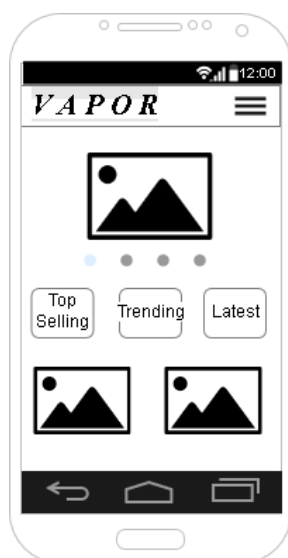 12:00
VAPOR
Top
Selling
Trending
Latest